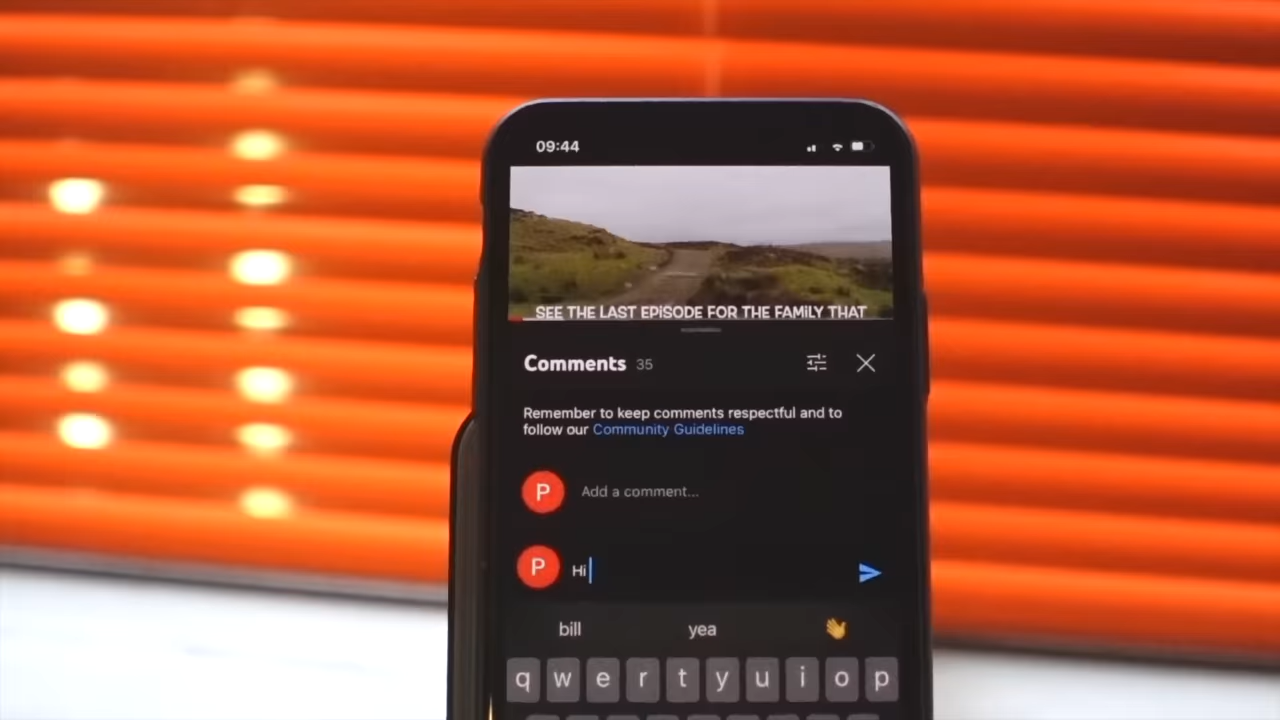 09:44
SEE THE LAST EPiSODE FOR THE FAMiLY THAT
Comments 35
Remember to keep comments respectful and to
follow our Community Guidelines
P Add a comment...
P Hi
bill yea 👋
q w e r t y u i o p